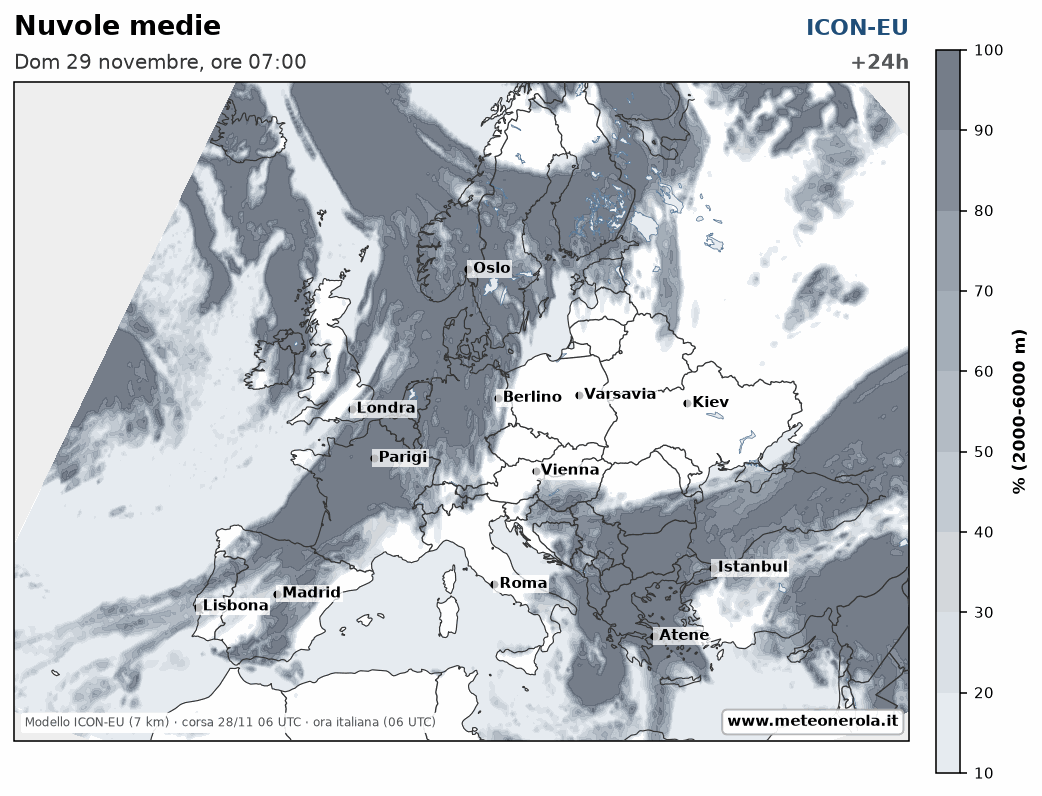 Nuvole medie
ICON-EU
Dom 29 novembre, ore 07:00
+24h
100
90
80
70
60
50
40
30
20
10
% (2000-6000 m)
Oslo
Berlino
Varsavia
Kiev
Londra
Parigi
Vienna
Istanbul
Roma
Madrid
Lisbona
Atene
Modello ICON-EU (7 km) · corsa 28/11 06 UTC · ora italiana (06 UTC)
www.meteonerola.it